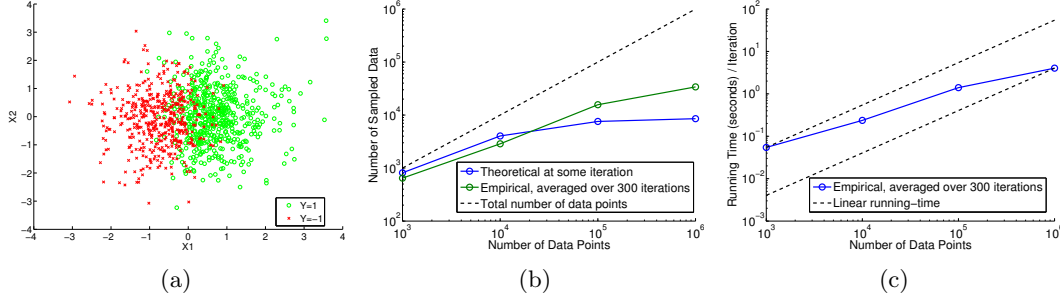 4
3
2
1
0
−1
−2
−3
−4
X2
−4 −3 −2 −1 0 1 2 3 4
X1
Y=1
Y=−1
(a)
10^6
10^5
10^4
10^3
10^2
Number of Sampled Data
Theoretical at some iteration
Empirical, averaged over 300 iterations
Total number of data points
10^3 10^4 10^5 10^6
Number of Data Points
(b)
10^2
10^1
10^0
10^−1
10^−2
10^−3
Running Time (seconds) / Iteration
Empirical, averaged over 300 iterations
Linear running-time
10^3 10^4 10^5 10^6
Number of Data Points
(c)